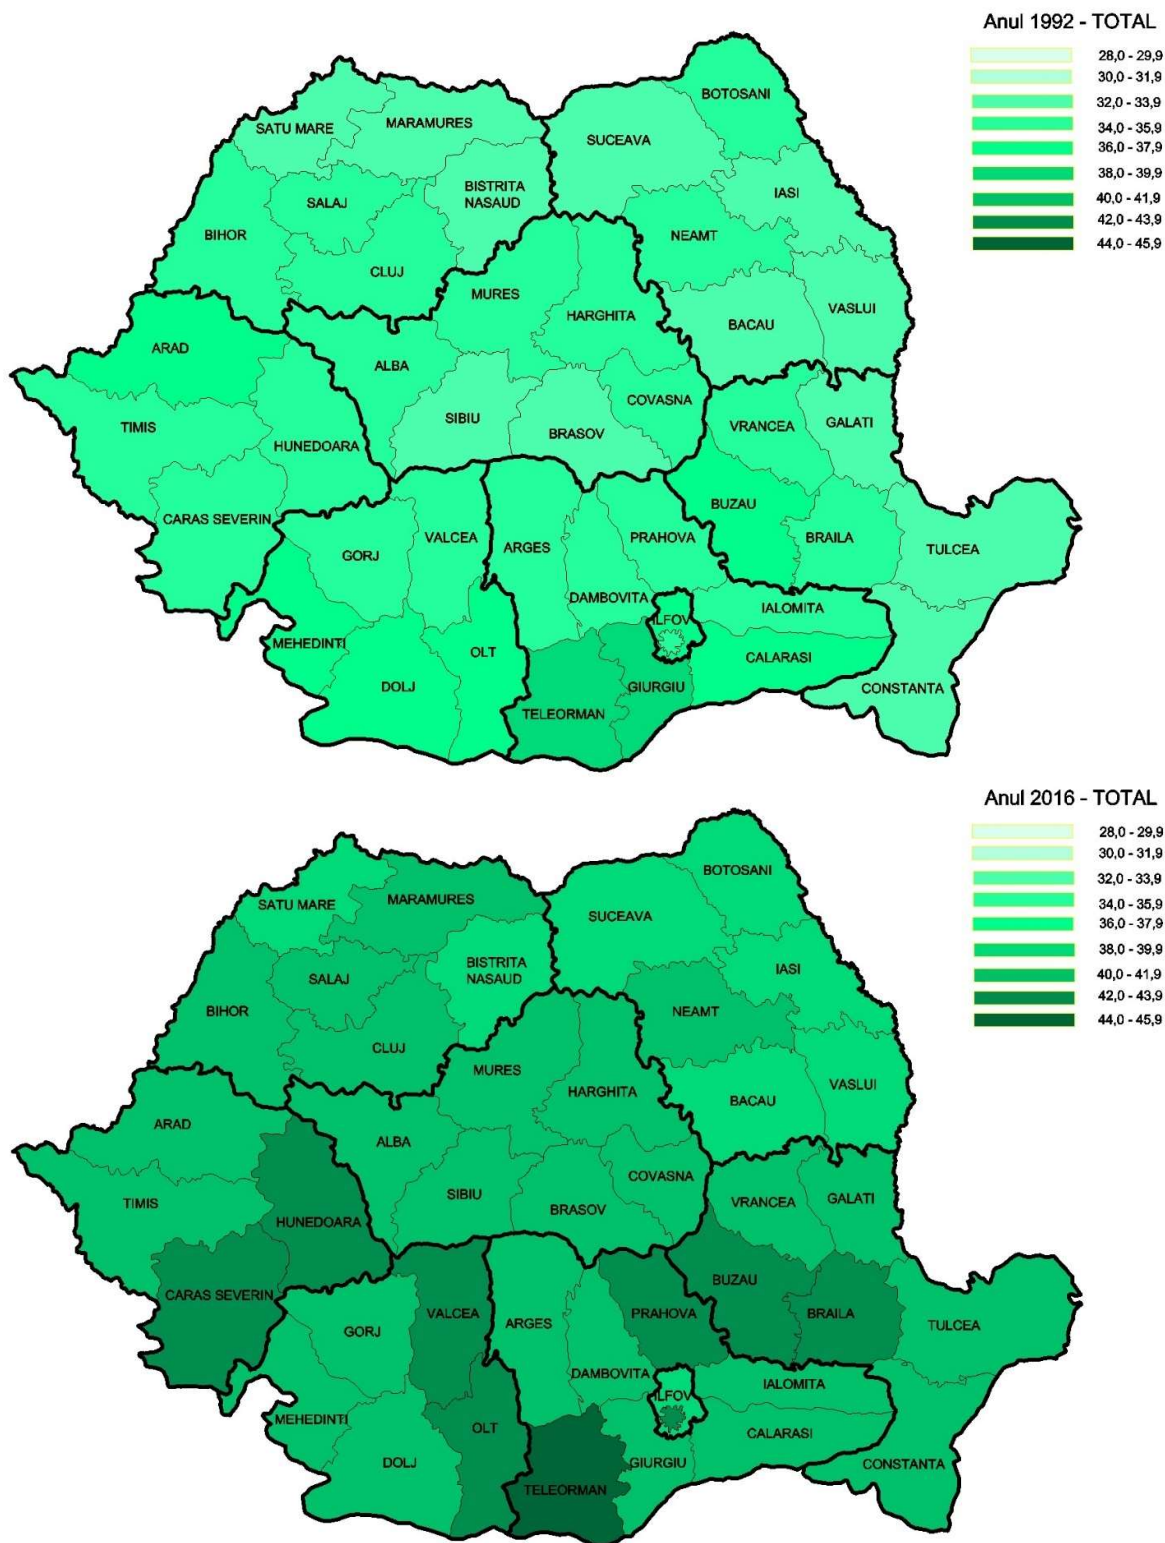 Anul 1992 - TOTAL
28,0 - 29,9
30,0 - 31,9
32,0 - 33,9
34,0 - 35,9
36,0 - 37,9
38,0 - 39,9
40,0 - 41,9
42,0 - 43,9
44,0 - 45,9
BOTOSANI
SATU MARE
MARAMURES
SUCEAVA
IASI
BISTRITA
NASAUD
SALAJ
BIHOR
NEAMT
CLUJ
MURES
HARGHITA
VASLUI
BACAU
ARAD
ALBA
COVASNA
SIBIU
BRASOV
TIMIS
HUNEDOARA
VRANCEA
GALATI
CARAS SEVERIN
BUZAU
GORJ
VALCEA
ARGES
PRAHOVA
BRAILA
TULCEA
DAMBOVITA
IALOMITA
ILFOV
MEHEDINTI
OLT
CALARASI
DOLJ
GIURGIU
CONSTANTA
TELEORMAN
Anul 2016 - TOTAL
28,0 - 29,9
30,0 - 31,9
32,0 - 33,9
34,0 - 35,9
36,0 - 37,9
38,0 - 39,9
40,0 - 41,9
42,0 - 43,9
44,0 - 45,9
BOTOSANI
SATU MARE
MARAMURES
SUCEAVA
IASI
BISTRITA
NASAUD
SALAJ
BIHOR
NEAMT
CLUJ
MURES
HARGHITA
VASLUI
BACAU
ARAD
ALBA
COVASNA
SIBIU
BRASOV
TIMIS
HUNEDOARA
VRANCEA
GALATI
CARAS SEVERIN
BUZAU
GORJ
VALCEA
ARGES
PRAHOVA
BRAILA
TULCEA
DAMBOVITA
IALOMITA
ILFOV
MEHEDINTI
OLT
CALARASI
DOLJ
GIURGIU
CONSTANTA
TELEORMAN